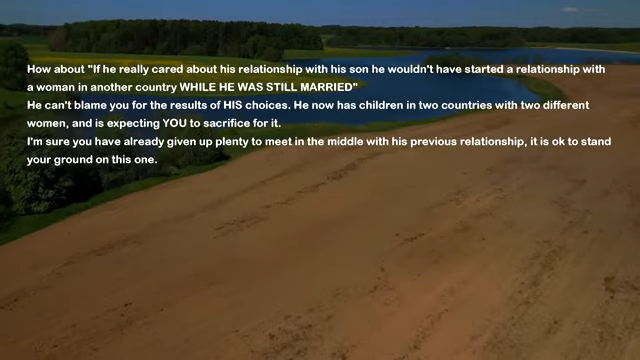 How about "If he really cared about his relationship with his son he wouldn't have started a relationship with
a woman in another country WHILE HE WAS STILL MARRIED"
He can't blame you for the results of HIS choices. He now has children in two countries with two different
women, and is expecting YOU to sacrifice for it.
I'm sure you have already given up plenty to meet in the middle with his previous relationship, it is ok to stand
your ground on this one.